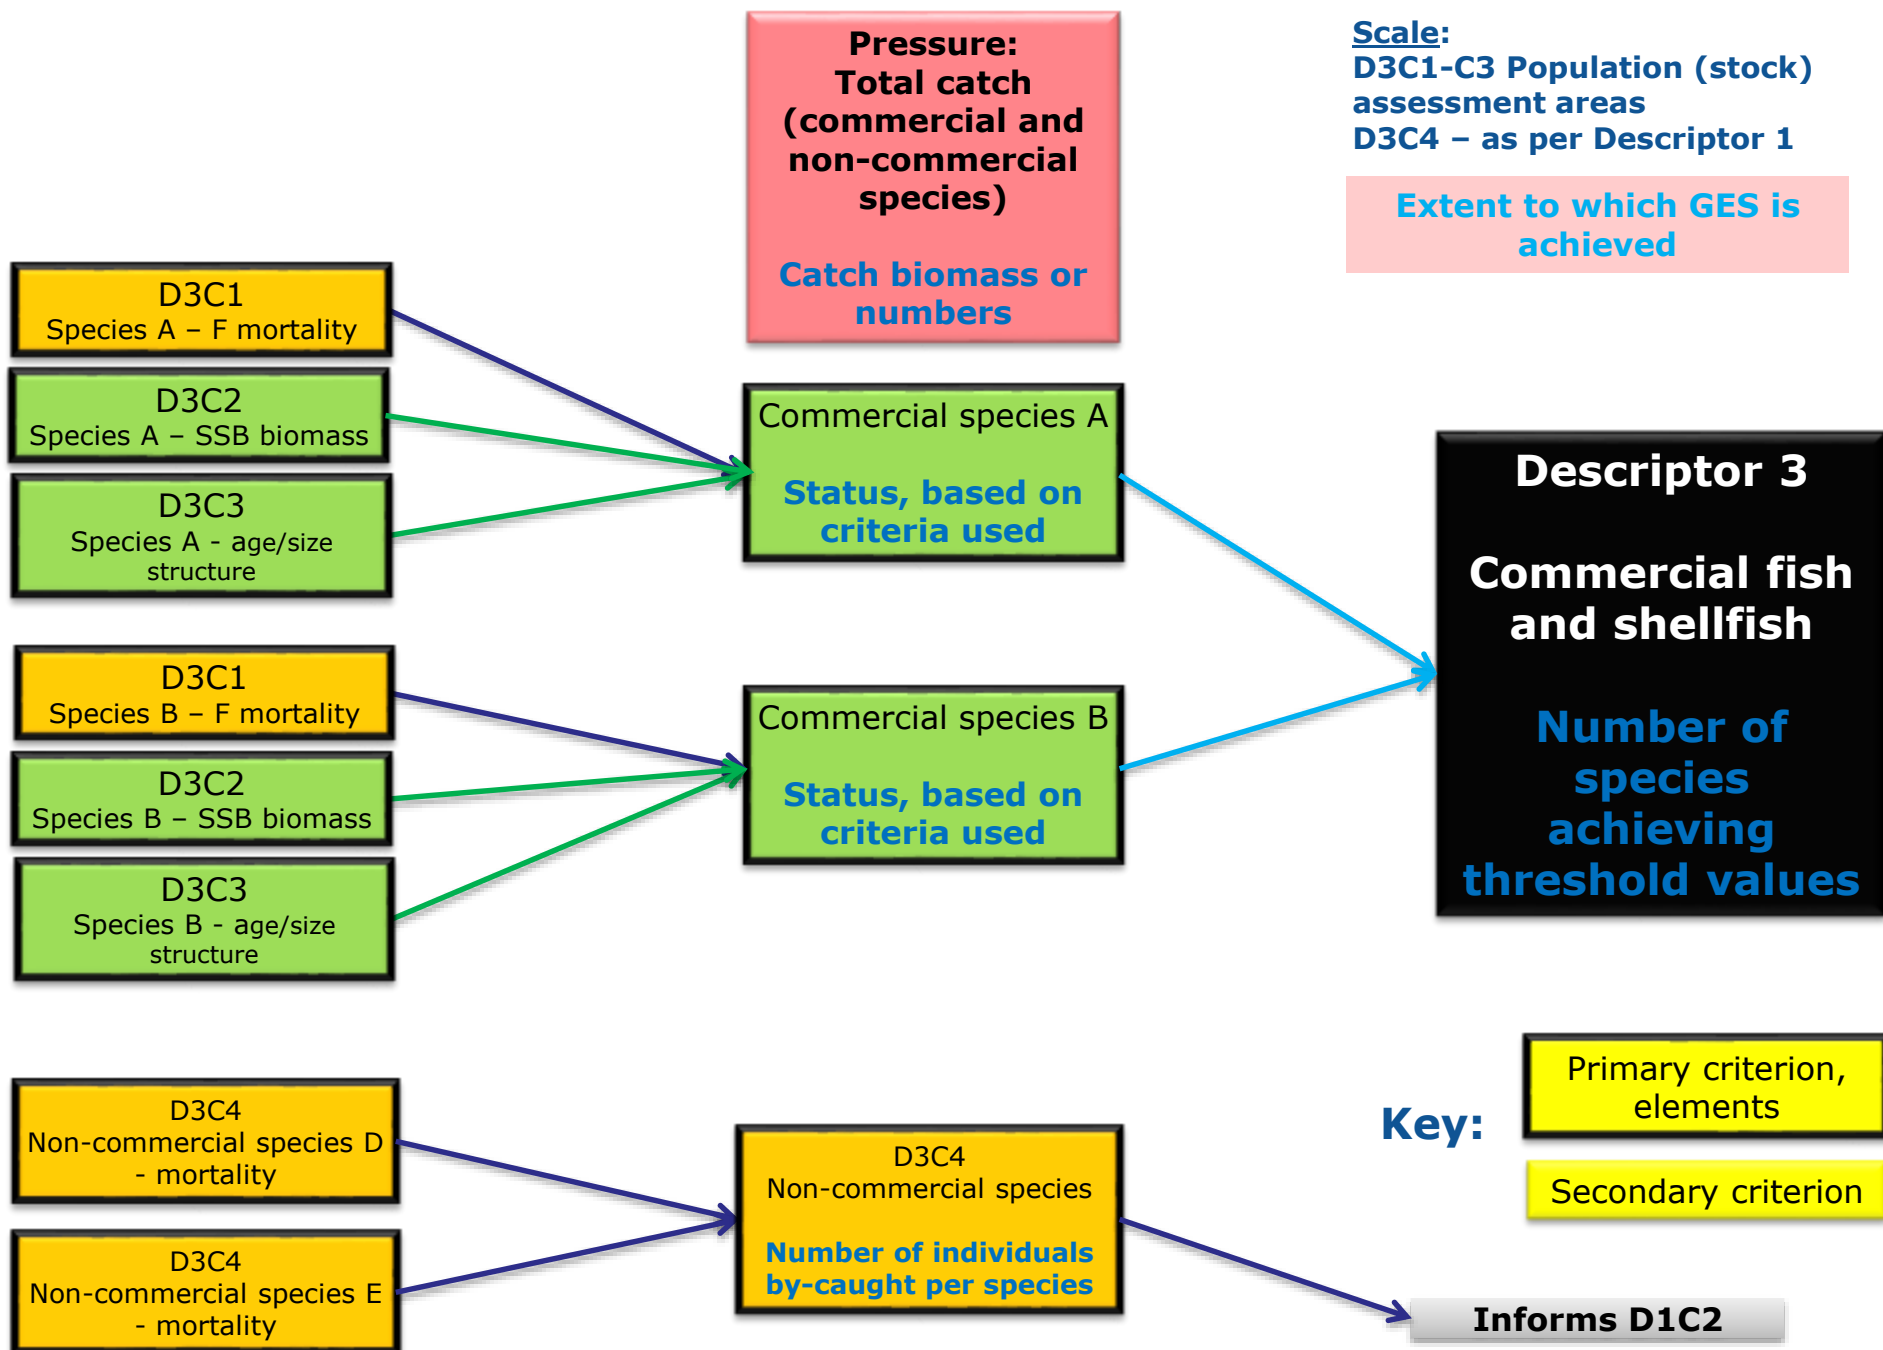 Pressure:
Total catch
(commercial and
non-commercial
species)
Catch biomass or
numbers
Scale:
D3C1-C3 Population (stock)
assessment areas
D3C4 – as per Descriptor 1
Extent to which GES is
achieved
D3C1
Species A – F mortality
D3C2
Species A – SSB biomass
D3C3
Species A - age/size
structure
Commercial species A
Status, based on
criteria used
D3C1
Species B – F mortality
D3C2
Species B – SSB biomass
D3C3
Species B - age/size
structure
Commercial species B
Status, based on
criteria used
Descriptor 3
Commercial fish
and shellfish
Number of
species
achieving
threshold values
D3C4
Non-commercial species D
- mortality
D3C4
Non-commercial species E
- mortality
D3C4
Non-commercial species
Number of individuals
by-caught per species
Key:
Primary criterion,
elements
Secondary criterion
Informs D1C2